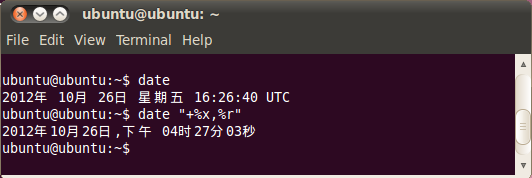 ubuntu@ubuntu: ~
File Edit View Terminal Help
ubuntu@ubuntu:~$ date
2012年 10月 26日 星期五 16:26:40 UTC
ubuntu@ubuntu:~$ date "+%x,%r"
2012年10月26日,下午 04时27分03秒
ubuntu@ubuntu:~$